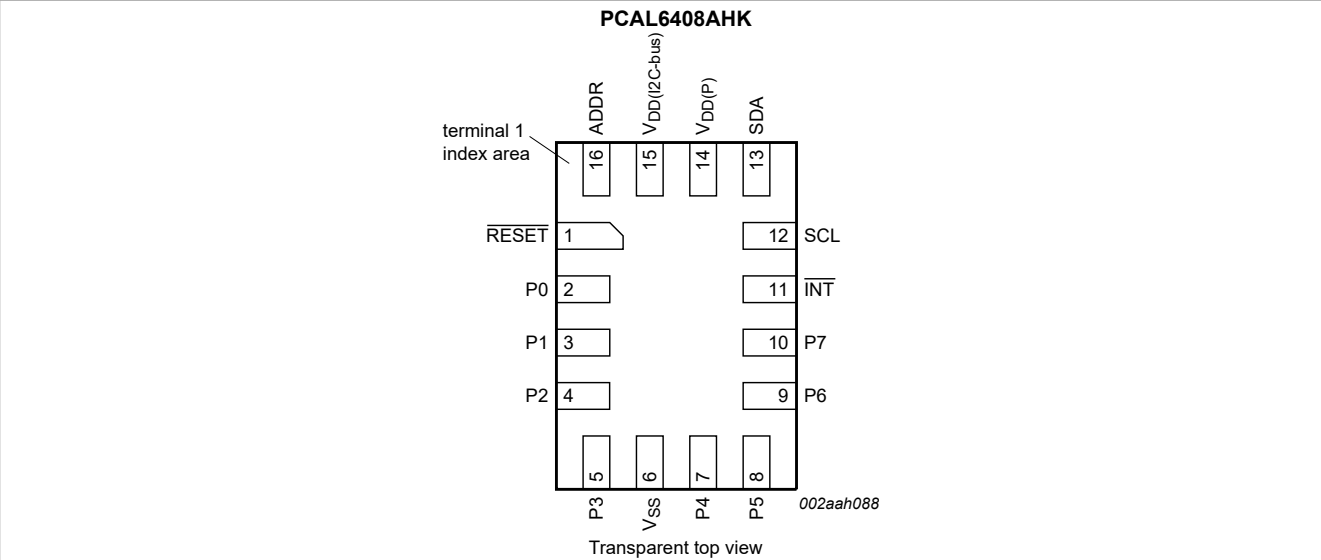 PCAL6408AHK
ADDR
VDD(I2C-bus)
VDD(P)
SDA
terminal 1
index area
16
15
14
13
RESET 1
12 SCL
P0 2
11 INT
P1 3
10 P7
P2 4
9 P6
5
6
7
8
P3
VSS
P4
P5
002aah088
Transparent top view